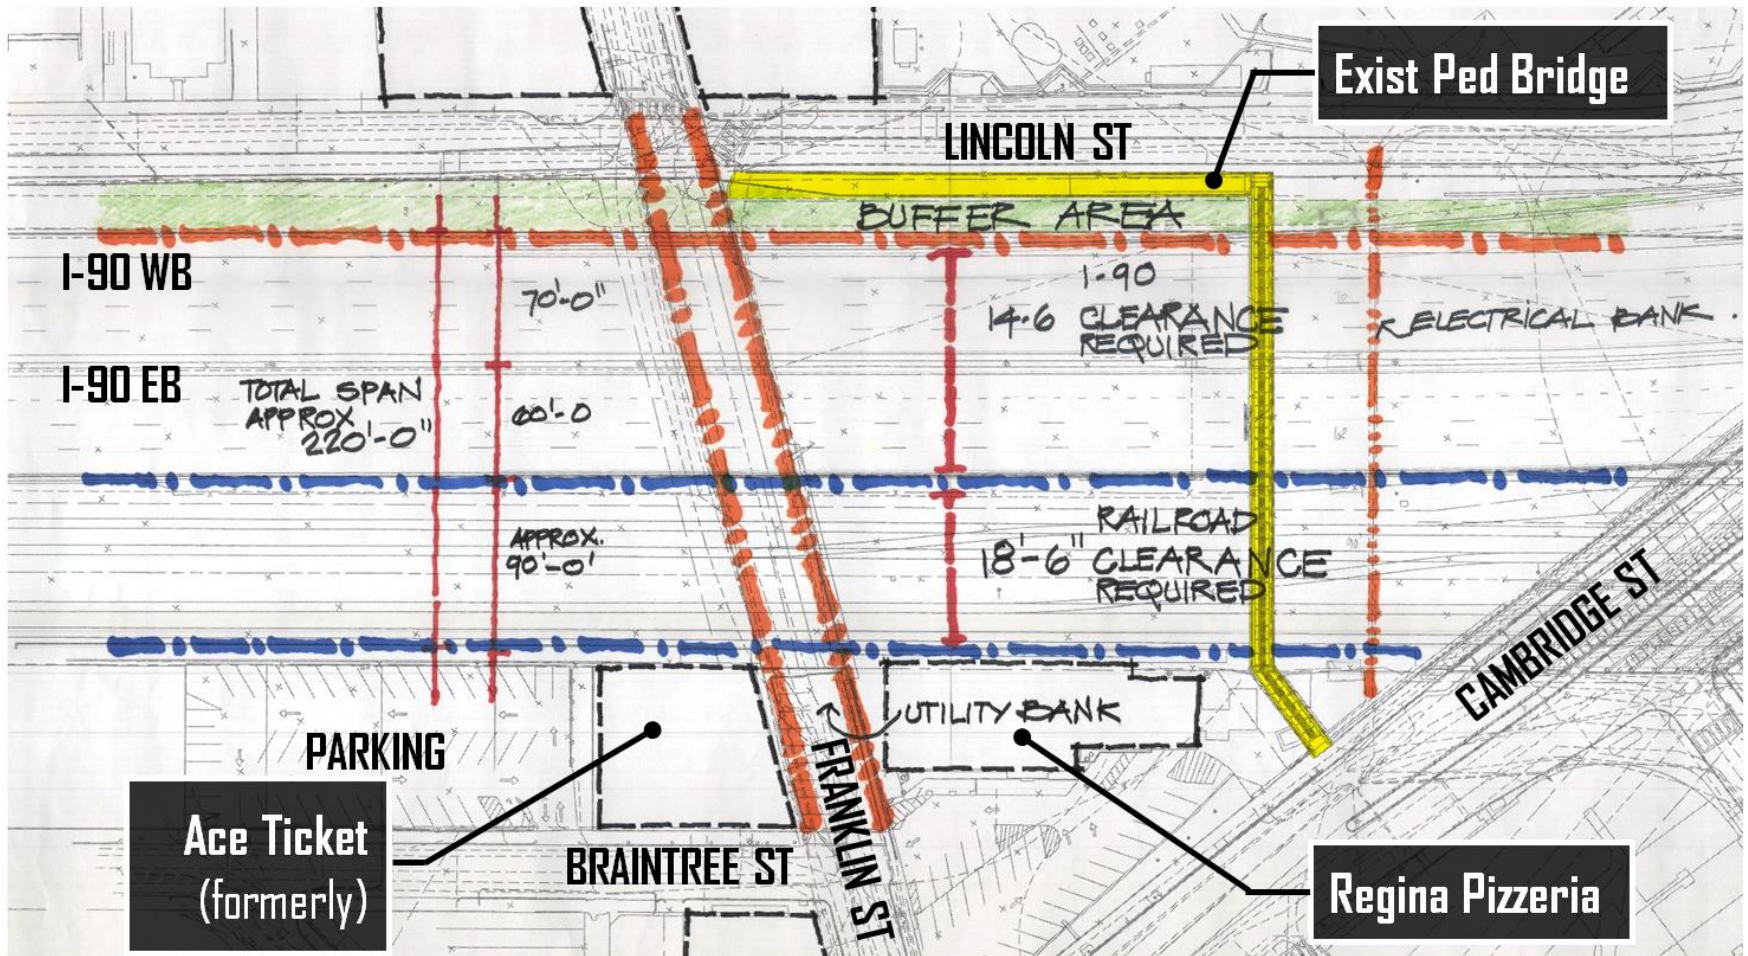 Exist Ped Bridge
LINCOLN ST
BUFFER AREA
I-90 WB
70'-0"
I-90
14-6 CLEARANCE
REQUIRED
ELECTRICAL BANK.
I-90 EB
TOTAL SPAN
APPROX
220'-0"
60'-0
APPROX.
90'-0'
RAILROAD
18'-6" CLEARANCE
REQUIRED
CAMBRIDGE ST
UTILITY BANK
PARKING
FRANKLIN ST
Ace Ticket
(formerly)
BRAINTREE ST
Regina Pizzeria